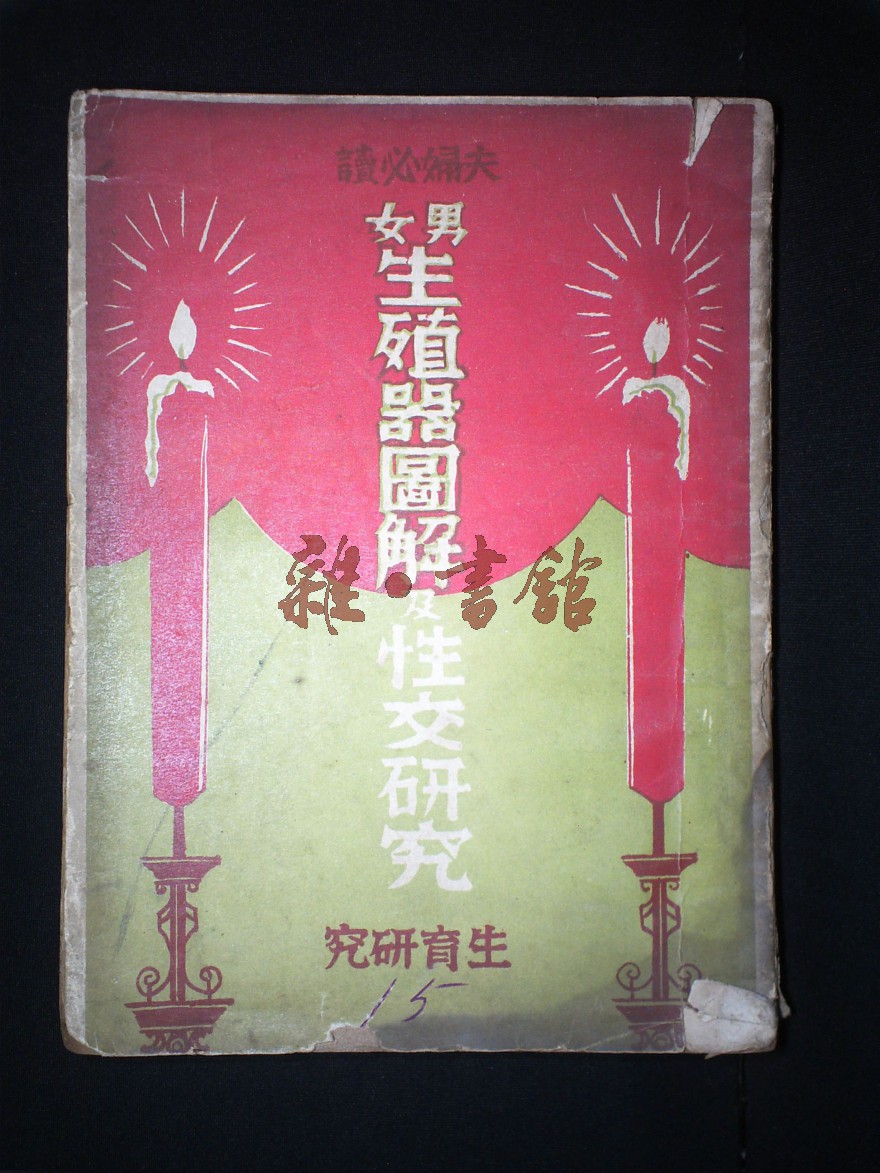 夫婦必讀
男女
生殖器圖解及性交研究
雜·書館
生育研究
15